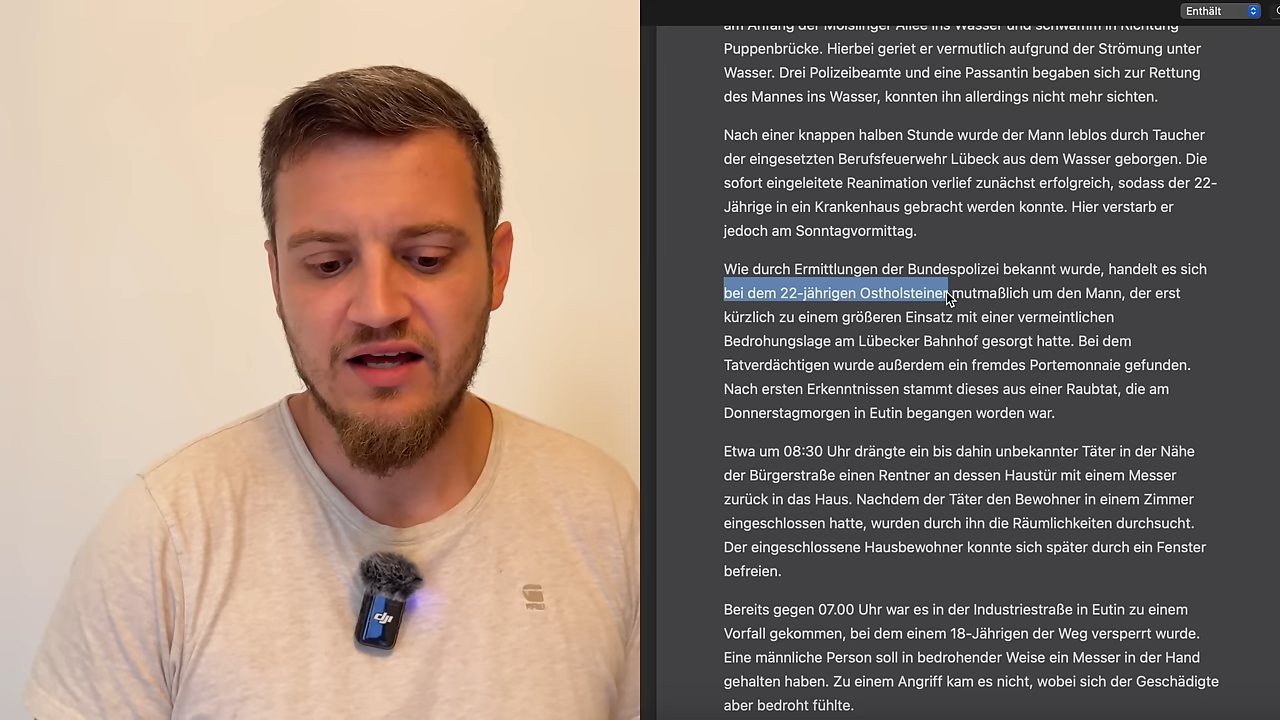 Enthält
am Anfang der Moislinger Allee ins Wasser und schwamm in Richtung
Puppenbrücke. Hierbei geriet er vermutlich aufgrund der Strömung unter
Wasser. Drei Polizeibeamte und eine Passantin begaben sich zur Rettung
des Mannes ins Wasser, konnten ihn allerdings nicht mehr sichten.
Nach einer knappen halben Stunde wurde der Mann leblos durch Taucher
der eingesetzten Berufsfeuerwehr Lübeck aus dem Wasser geborgen. Die
sofort eingeleitete Reanimation verlief zunächst erfolgreich, sodass der 22-
Jährige in ein Krankenhaus gebracht werden konnte. Hier verstarb er
jedoch am Sonntagvormittag.
Wie durch Ermittlungen der Bundespolizei bekannt wurde, handelt es sich
bei dem 22-jährigen Ostholsteiner mutmaßlich um den Mann, der erst
kürzlich zu einem größeren Einsatz mit einer vermeintlichen
Bedrohungslage am Lübecker Bahnhof gesorgt hatte. Bei dem
Tatverdächtigen wurde außerdem ein fremdes Portemonnaie gefunden.
Nach ersten Erkenntnissen stammt dieses aus einer Raubtat, die am
Donnerstagmorgen in Eutin begangen worden war.
Etwa um 08:30 Uhr drängte ein bis dahin unbekannter Täter in der Nähe
der Bürgerstraße einen Rentner an dessen Haustür mit einem Messer
zurück in das Haus. Nachdem der Täter den Bewohner in einem Zimmer
eingeschlossen hatte, wurden durch ihn die Räumlichkeiten durchsucht.
Der eingeschlossene Hausbewohner konnte sich später durch ein Fenster
befreien.
Bereits gegen 07.00 Uhr war es in der Industriestraße in Eutin zu einem
Vorfall gekommen, bei dem einem 18-Jährigen der Weg versperrt wurde.
Eine männliche Person soll in bedrohender Weise ein Messer in der Hand
gehalten haben. Zu einem Angriff kam es nicht, wobei sich der Geschädigte
aber bedroht fühlte.
dji